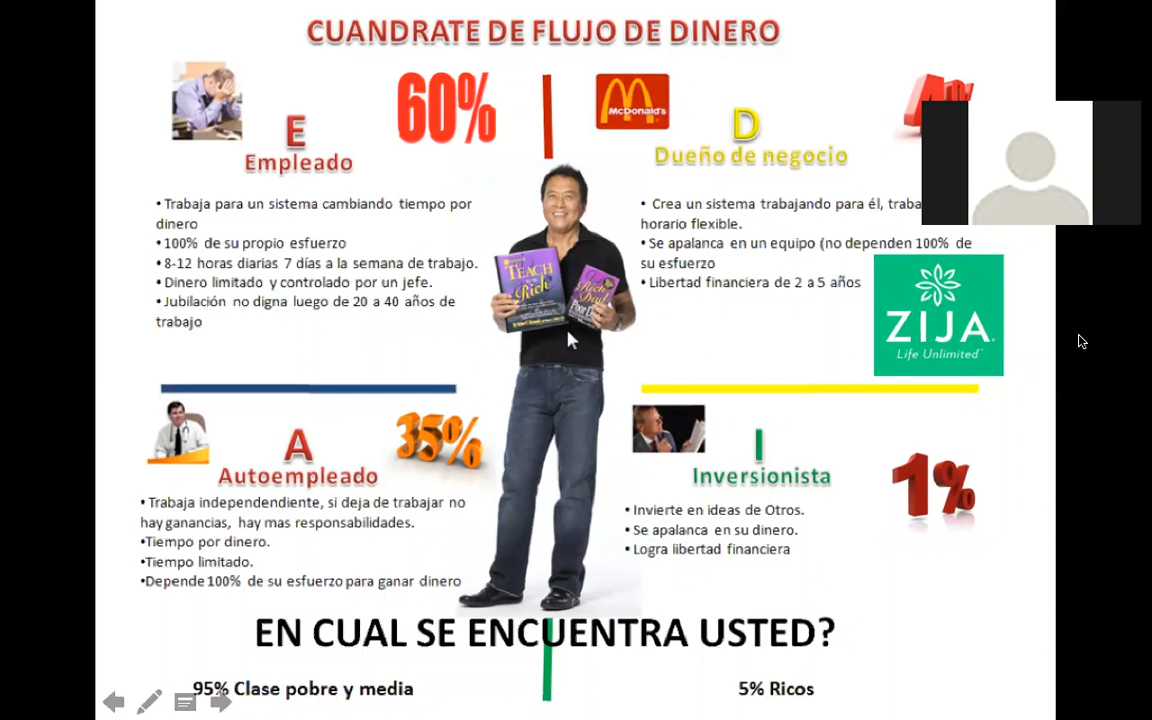 CUANDRATE DE FLUJO DE DINERO
60%
E
Empleado
• Trabaja para un sistema cambiando tiempo por
dinero
• 100% de su propio esfuerzo
• 8-12 horas diarias 7 días a la semana de trabajo.
• Dinero limitado y controlado por un jefe.
• Jubilación no digna luego de 20 a 40 años de
trabajo
McDonald's
D
Dueño de negocio
• Crea un sistema trabajando para él,
horario flexible.
• Se apalanca en un equipo (no dependen 100% de
su esfuerzo
• Libertad financiera de 2 a 5 años
ZIJA
Life Unlimited
TEACH
Rich
Rich
Dad
Poor
35%
A
Autoempleado
• Trabaja independendiente, si deja de trabajar no
hay ganancias, hay mas responsabilidades.
•Tiempo por dinero.
•Tiempo limitado.
•Depende 100% de su esfuerzo para ganar dinero
I
Inversionista
1%
• Invierte en ideas de Otros.
• Se apalanca en su dinero.
• Logra libertad financiera
EN CUAL SE ENCUENTRA USTED?
95% Clase pobre y media
5% Ricos